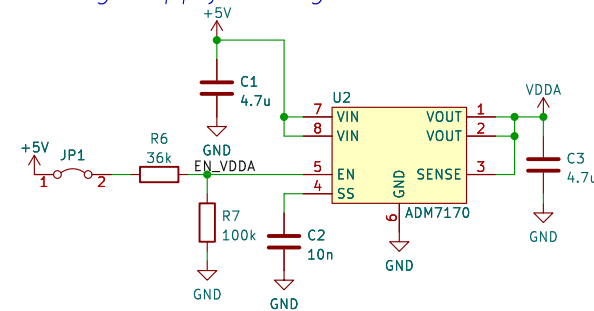 +5V
C1
4.7u
GND
U2
7 VIN VOUT 1
8 VIN VOUT 2
5 EN SENSE 3
4 SS
GND
6
ADM7170
GND
VDDA
C3
4.7u
GND
+5V
JP1
1 2
R6
36k
EN_VDDA
R7
100k
GND
C2
10n
GND